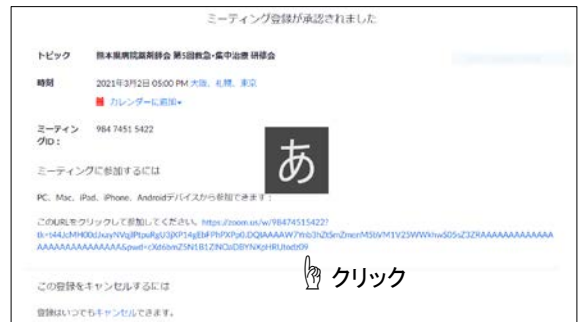 ミーティング登録が承認されました
トピック 熊本県病院薬剤師会 第5回救急・集中治療 研修会
時刻 2021年3月2日 05:00 PM 大阪、札幌、東京
カレンダーに追加
ミーティングID： 984 7451 5422
あ
ミーティングに参加するには
PC、Mac、iPad、iPhone、Androidデバイスから参加できます：
このURLをクリックして参加してください。https://zoom.us/w/98474515422?
クリック
この登録をキャンセルするには
登録はいつでもキャンセルできます。